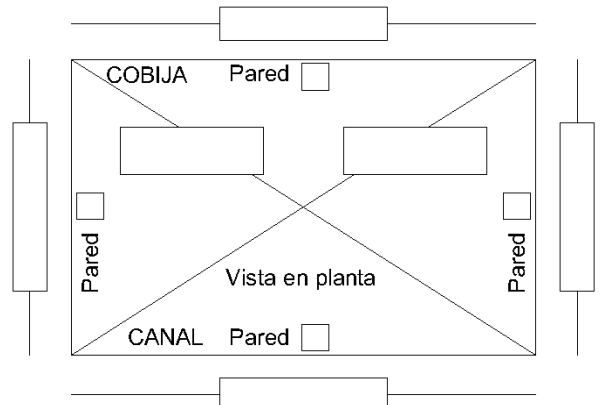 COBIJA Pared
Pared
Pared
Vista en planta
CANAL Pared